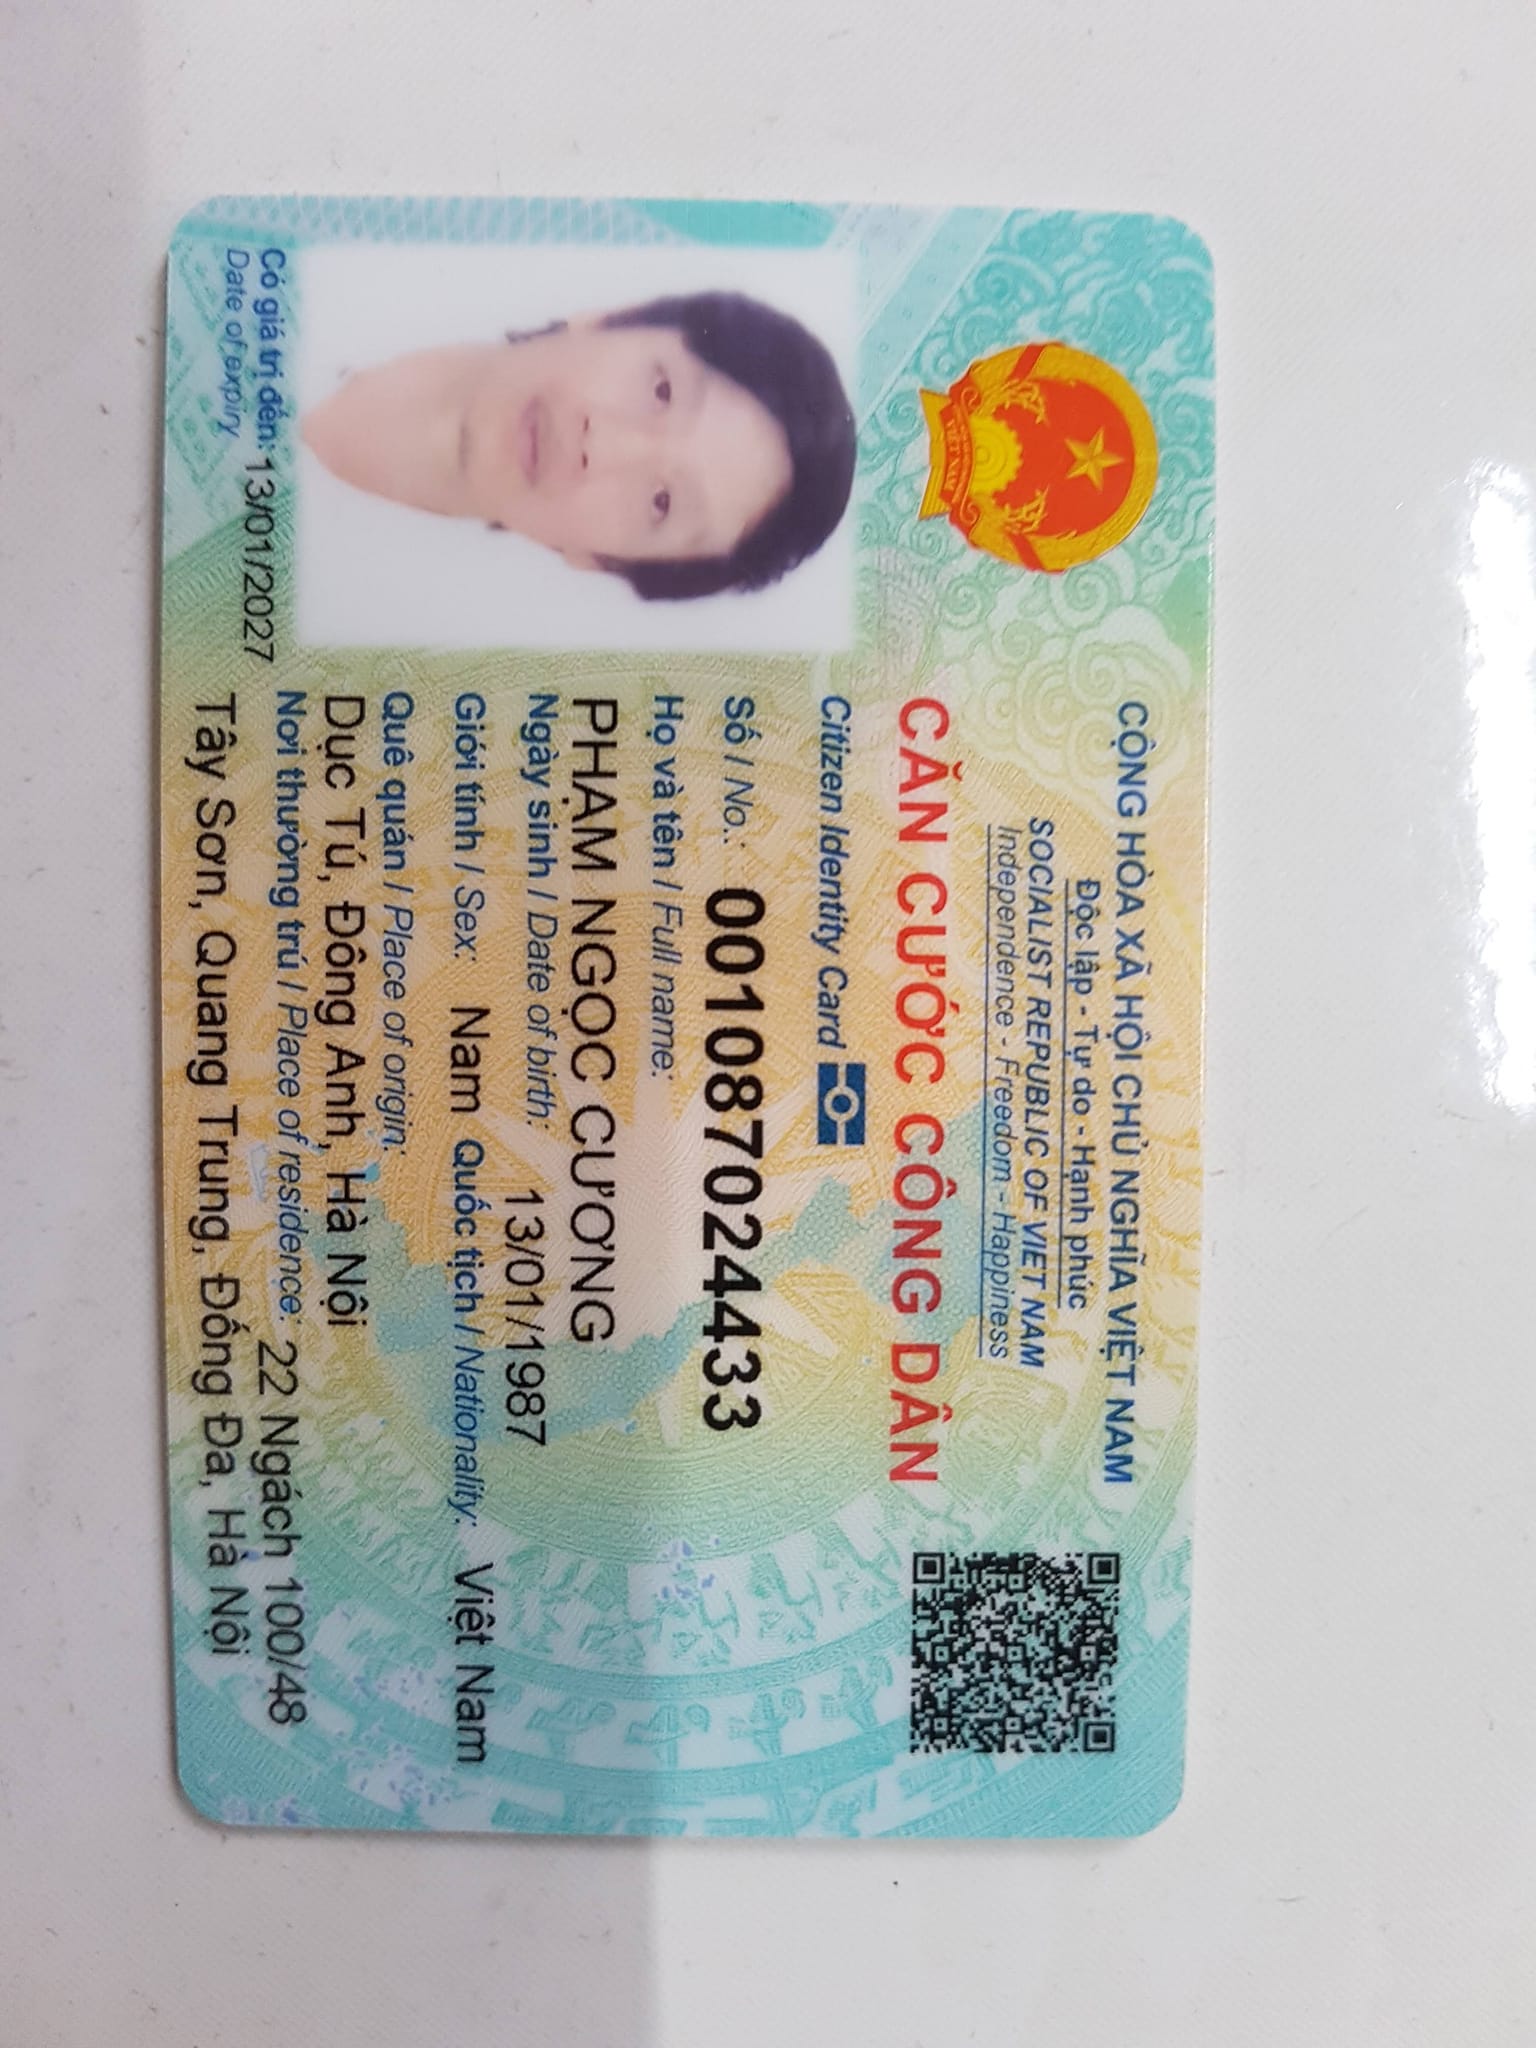 CỘNG HÒA XÃ HỘI CHỦ NGHĨA VIỆT NAM
Độc lập - Tự do - Hạnh phúc
SOCIALIST REPUBLIC OF VIET NAM
Independence - Freedom - Happiness
CĂN CƯỚC CÔNG DÂN
Citizen Identity Card
Số / No.: 001087024433
Họ và tên / Full name:
PHẠM NGỌC CƯƠNG
Ngày sinh / Date of birth: 13/01/1987
Giới tính / Sex: Nam Quốc tịch / Nationality: Việt Nam
Quê quán / Place of origin:
Dục Tú, Đông Anh, Hà Nội
Nơi thường trú / Place of residence: 22 Ngách 100/48
Tây Sơn, Quang Trung, Đống Đa, Hà Nội
Có giá trị đến: 13/01/2027
Date of expiry